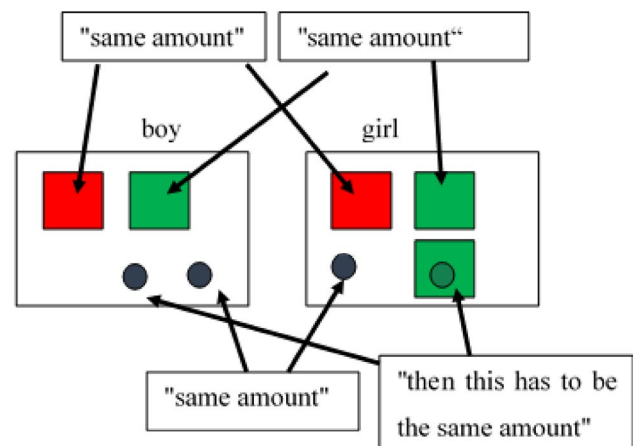 "same amount"
"same amount“
boy
girl
"same amount"
"then this has to be
the same amount"